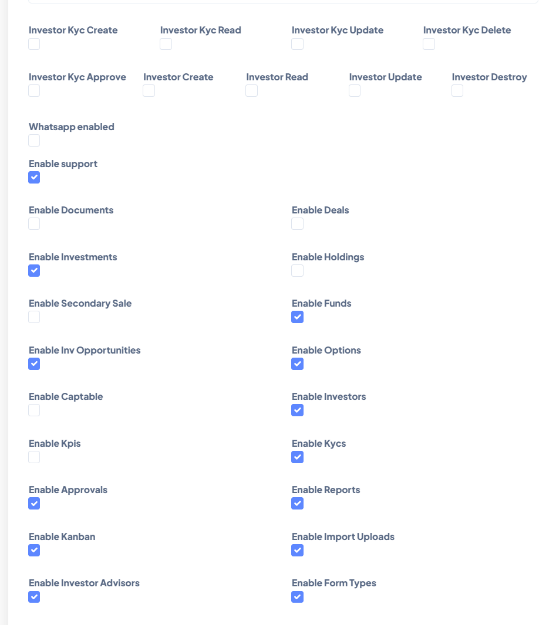 Investor Kyc Create Investor Kyc Read Investor Kyc Update Investor Kyc Delete
Investor Kyc Approve Investor Create Investor Read Investor Update Investor Destroy
Whatsapp enabled
Enable support
Enable Documents Enable Deals
Enable Investments Enable Holdings
Enable Secondary Sale Enable Funds
Enable Inv Opportunities Enable Options
Enable Captable Enable Investors
Enable Kpis Enable Kycs
Enable Approvals Enable Reports
Enable Kanban Enable Import Uploads
Enable Investor Advisors Enable Form Types